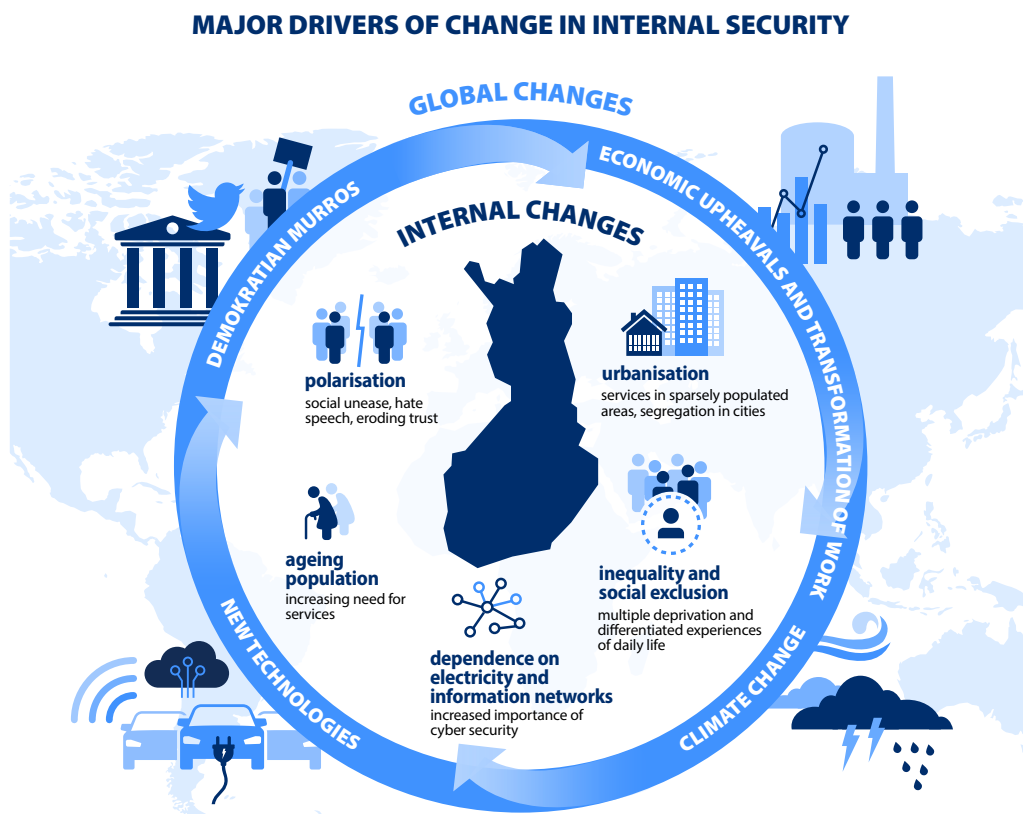 MAJOR DRIVERS OF CHANGE IN INTERNAL SECURITY
GLOBAL CHANGES
DEMOKRATIAN MURROS
ECONOMIC UPHEAVALS AND TRANSFORMATION OF WORK
INTERNAL CHANGES
polarisation
social unease, hate
speech, eroding trust
urbanisation
services in sparsely populated
areas, segregation in cities
ageing
population
increasing need for
services
inequality and
social exclusion
multiple deprivation and
differentiated experiences
of daily life
dependence on
electricity and
information networks
increased importance of
cyber security
NEW TECHNOLOGIES
CLIMATE CHANGE